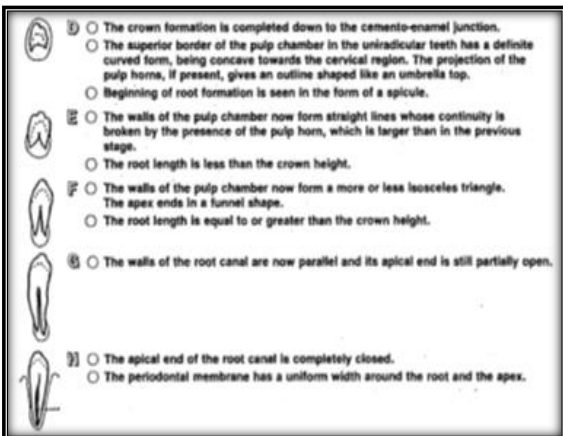 D O The crown formation is completed down to the cemento-enamel junction.
O The superior border of the pulp chamber in the uniradicular teeth has a definite
curved form, being concave towards the cervical region. The projection of the
pulp horns, if present, gives an outline shaped like an umbrella top.
O Beginning of root formation is seen in the form of a spicule.
E O The walls of the pulp chamber now form straight lines whose continuity is
broken by the presence of the pulp horn, which is larger than in the previous
stage.
O The root length is less than the crown height.
F O The walls of the pulp chamber now form a more or less isosceles triangle.
The apex ends in a funnel shape.
O The root length is equal to or greater than the crown height.
G O The walls of the root canal are now parallel and its apical end is still partially open.
H O The apical end of the root canal is completely closed.
O The periodontal membrane has a uniform width around the root and the apex.